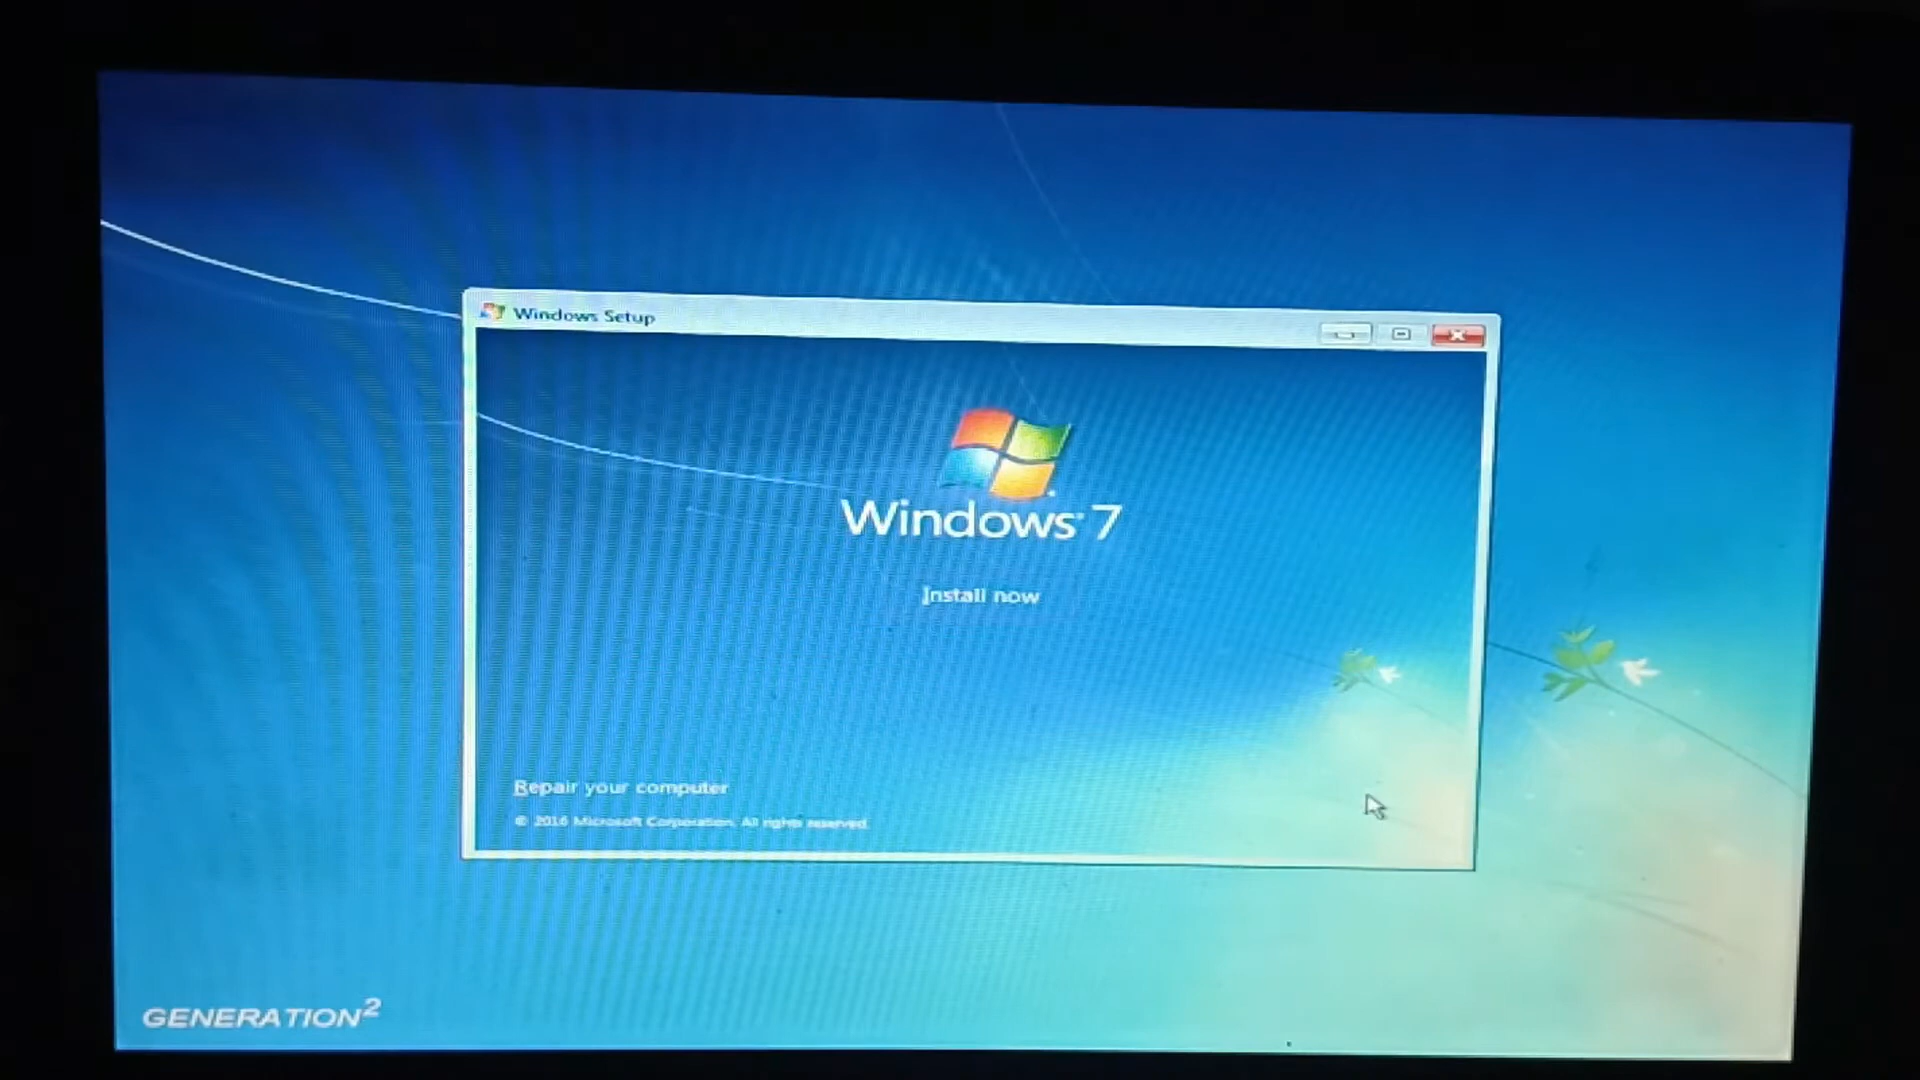 Windows Setup
Windows 7
Install now
Repair your computer
© 2016 Microsoft Corporation. All rights reserved.
GENERATION²